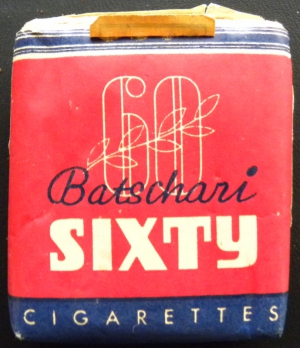 60
Batschari
SIXTY
CIGARETTES